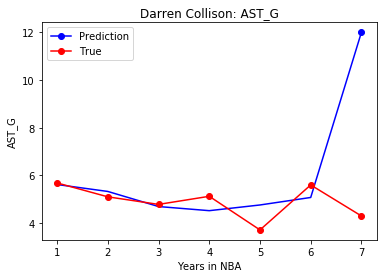 Darren Collison: AST_G
Prediction
True
12
10
8
6
4
AST_G
1 2 3 4 5 6 7
Years in NBA